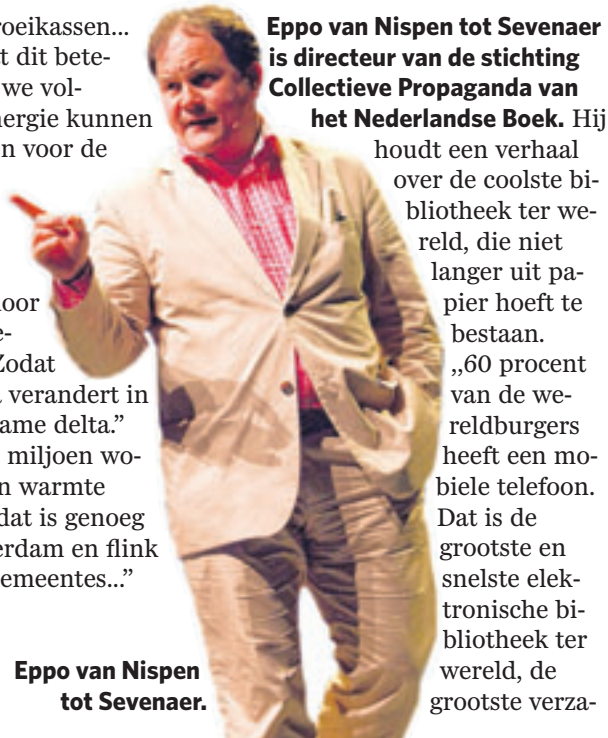 roeikassen...
t dit bete-
we vol-
nergie kunnen
n voor de
oor
e-
Zodat
verandert in
ame delta.”
miljoen wo-
n warmte
dat is genoeg
erdam en flink
emeentes...”
Eppo van Nispen
tot Sevenaer.
Eppo van Nispen tot Sevenaer
is directeur van de stichting
Collectieve Propaganda van
het Nederlandse Boek. Hij
houdt een verhaal
over de coolste bi-
bliotheek ter we-
reld, die niet
langer uit pa-
pier hoeft te
bestaan.
„60 procent
van de we-
reldburgers
heeft een mo-
biele telefoon.
Dat is de
grootste en
snelste elek-
tronische bi-
bliotheek ter
wereld, de
grootste verza-